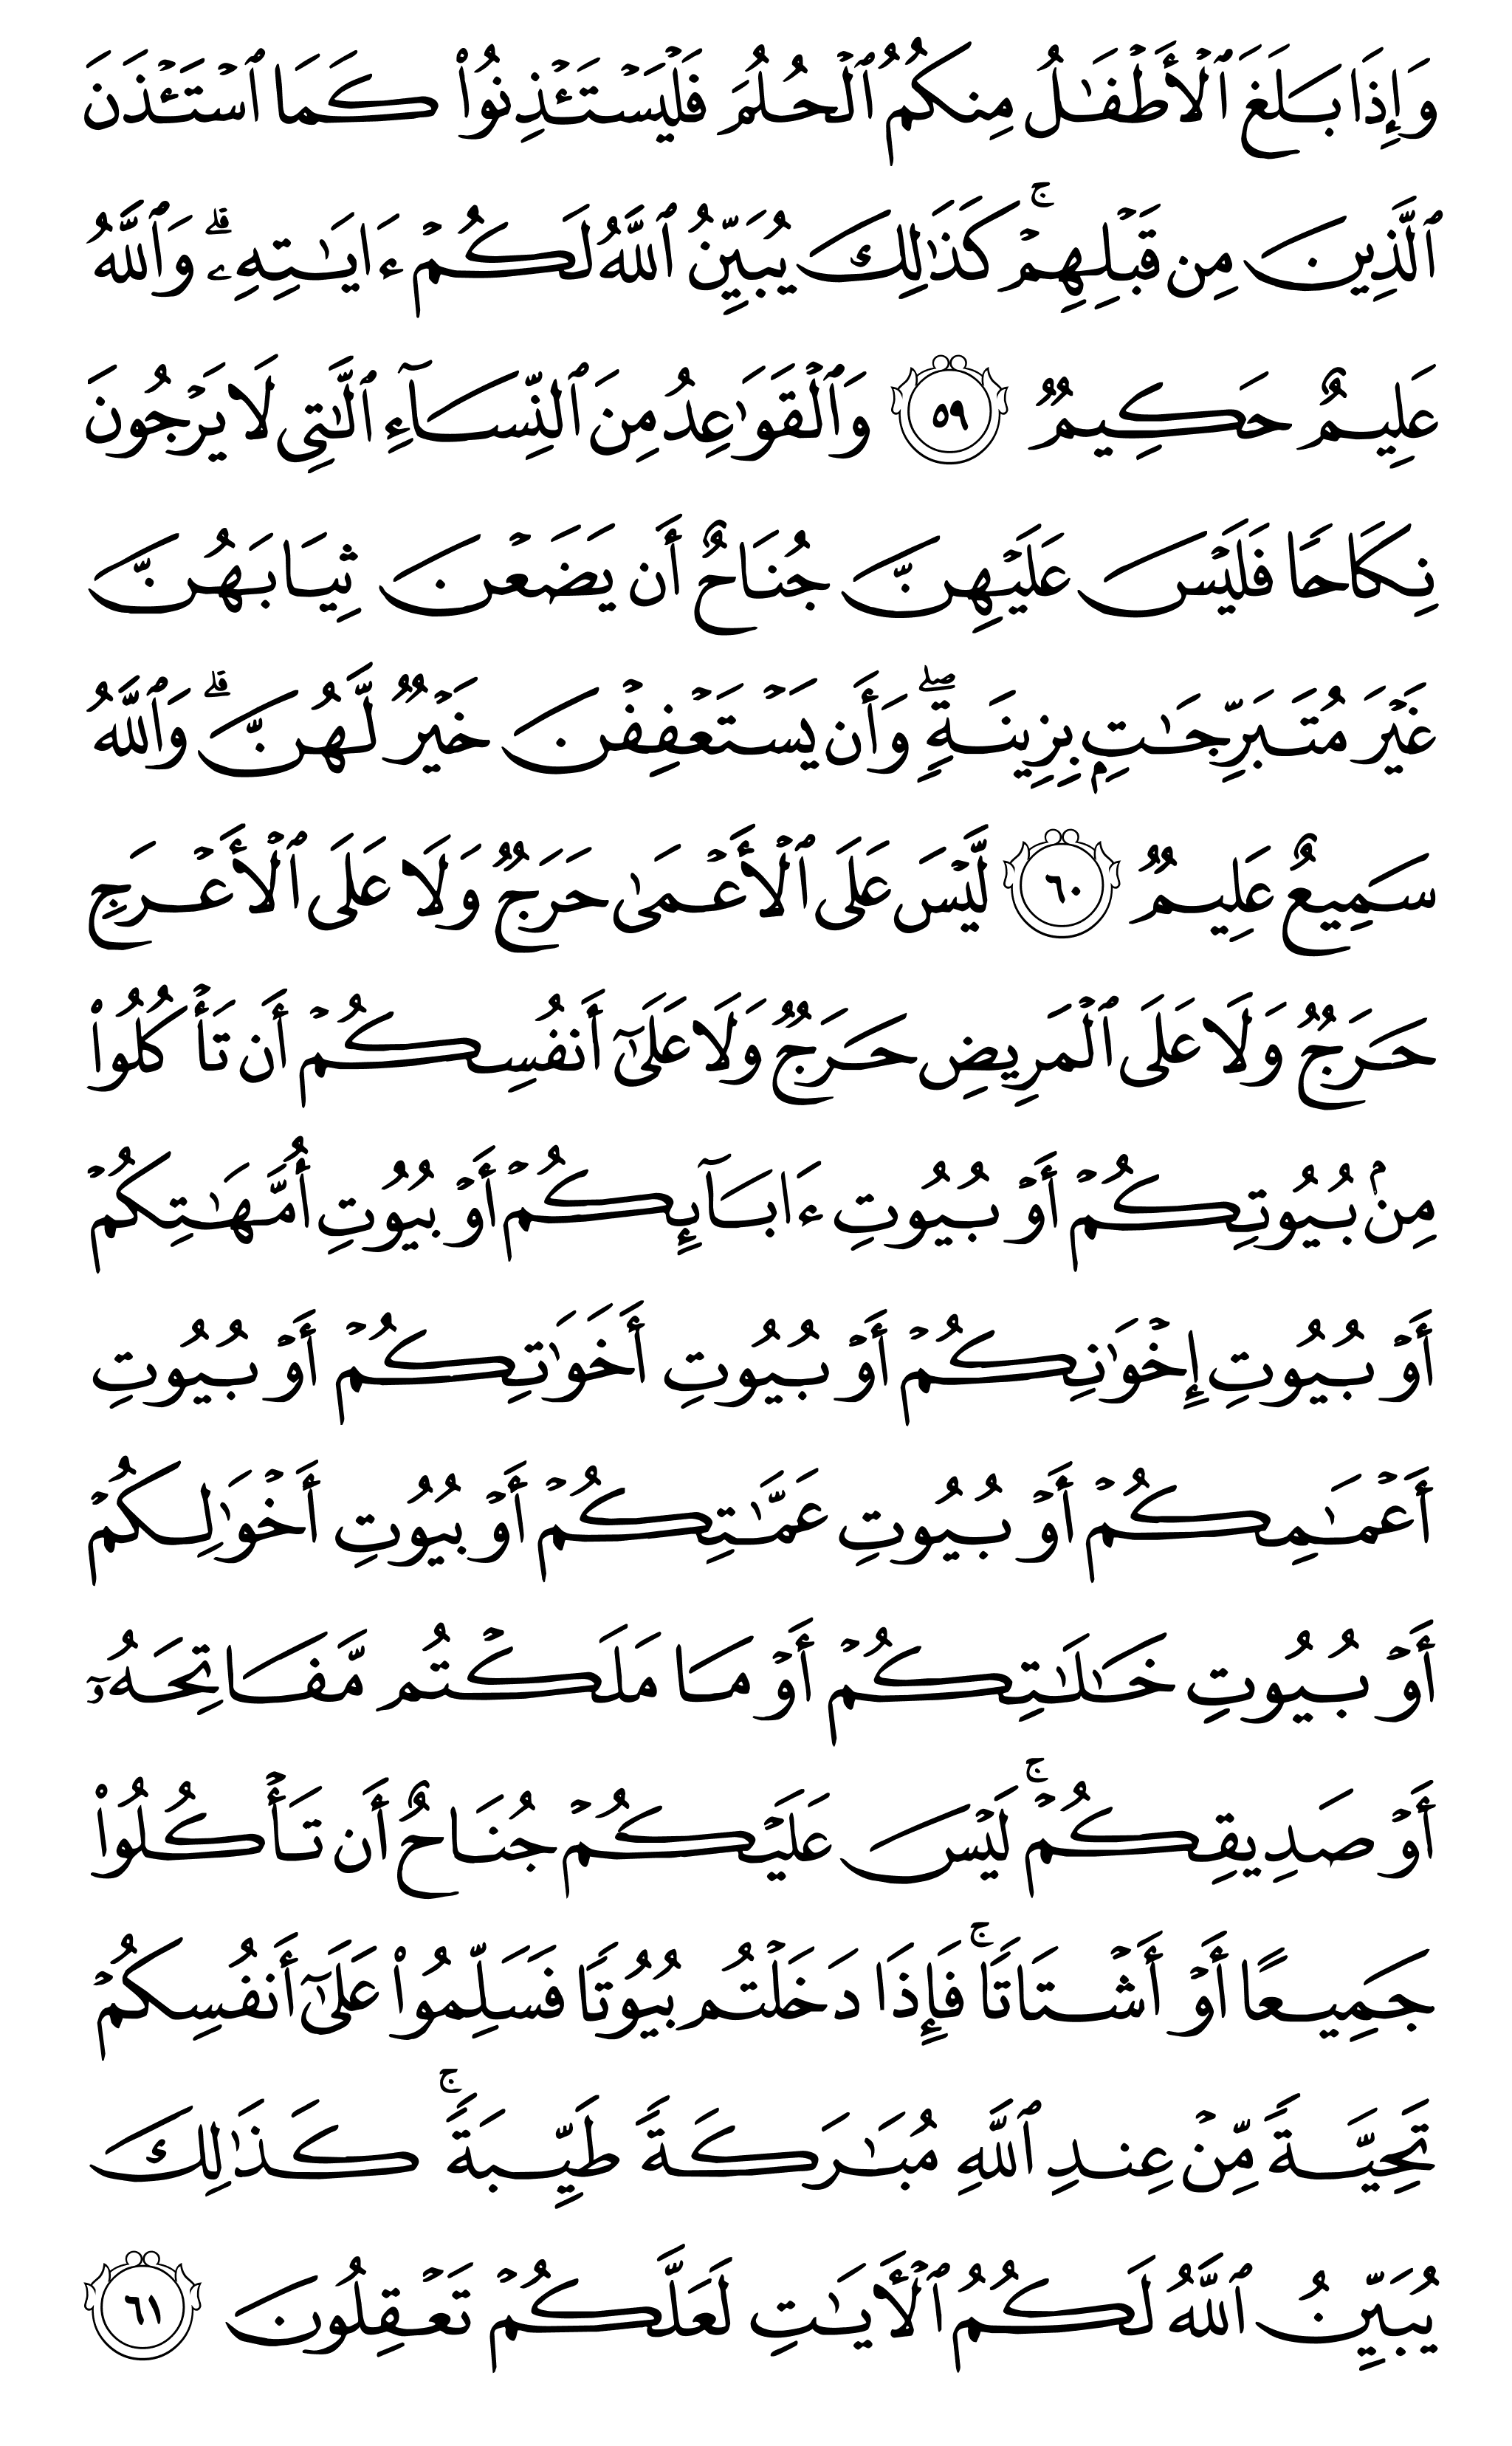 وَإِذَا بَلَغَ ٱلْأَطْفَـٰلُ مِنكُمُ ٱلْحُلُمَ فَلْيَسْتَـْٔذِنُوا۟ كَمَا ٱسْتَـْٔذَنَ
ٱلَّذِينَ مِن قَبْلِهِمْ ۚ كَذَٰلِكَ يُبَيِّنُ ٱللَّهُ لَكُمْ ءَايَـٰتِهِۦ ۗ وَٱللَّهُ
عَلِيمٌ حَكِيمٌ ٥٩ وَٱلْقَوَٰعِدُ مِنَ ٱلنِّسَآءِ ٱلَّـٰتِى لَا يَرْجُونَ
نِكَاحًا فَلَيْسَ عَلَيْهِنَّ جُنَاحٌ أَن يَضَعْنَ ثِيَابَهُنَّ
غَيْرَ مُتَبَرِّجَـٰتٍۭ بِزِينَةٍ ۖ وَأَن يَسْتَعْفِفْنَ خَيْرٌ لَّهُنَّ ۗ وَٱللَّهُ
سَمِيعٌ عَلِيمٌ ٦٠ لَّيْسَ عَلَى ٱلْأَعْمَىٰ حَرَجٌ وَلَا عَلَى ٱلْأَعْرَجِ
حَرَجٌ وَلَا عَلَى ٱلْمَرِيضِ حَرَجٌ وَلَا عَلَىٰٓ أَنفُسِكُمْ أَن تَأْكُلُوا۟
مِنۢ بُيُوتِكُمْ أَوْ بُيُوتِ ءَابَآئِكُمْ أَوْ بُيُوتِ أُمَّهَـٰتِكُمْ
أَوْ بُيُوتِ إِخْوَٰنِكُمْ أَوْ بُيُوتِ أَخَوَٰتِكُمْ أَوْ بُيُوتِ
أَعْمَـٰمِكُمْ أَوْ بُيُوتِ عَمَّـٰتِكُمْ أَوْ بُيُوتِ أَخْوَٰلِكُمْ
أَوْ بُيُوتِ خَـٰلَـٰتِكُمْ أَوْ مَا مَلَكْتُم مَّفَاتِحَهُۥٓ
أَوْ صَدِيقِكُمْ ۚ لَيْسَ عَلَيْكُمْ جُنَاحٌ أَن تَأْكُلُوا۟
جَمِيعًا أَوْ أَشْتَاتًا ۚ فَإِذَا دَخَلْتُم بُيُوتًا فَسَلِّمُوا۟ عَلَىٰٓ أَنفُسِكُمْ
تَحِيَّةً مِّنْ عِندِ ٱللَّهِ مُبَـٰرَكَةً طَيِّبَةً ۚ كَذَٰلِكَ
يُبَيِّنُ ٱللَّهُ لَكُمُ ٱلْأَيَـٰتِ لَعَلَّكُمْ تَعْقِلُونَ ٦١